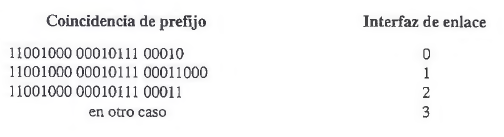 Coincidencia de prefijo Interfaz de enlace
11001000 00010111 00010 0
11001000 00010111 00011000 1
11001000 00010111 00011 2
en otro caso 3